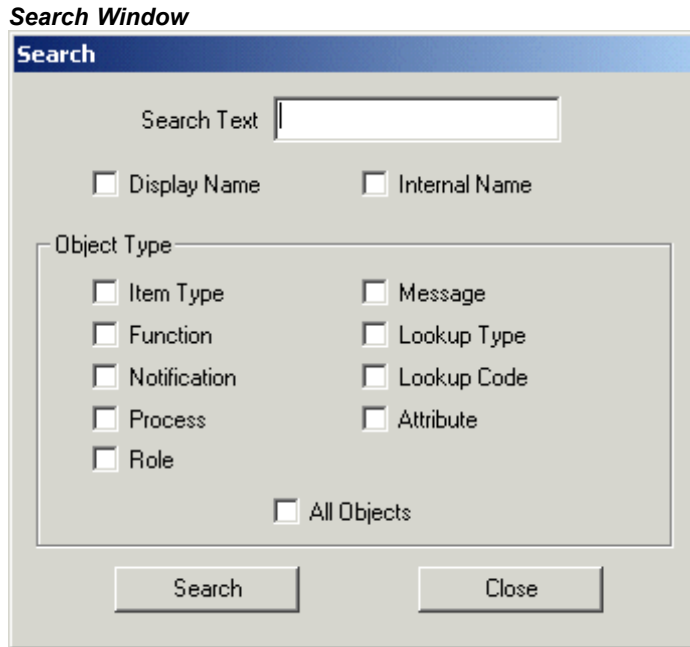 Search Window
Search
Search Text
Display Name Internal Name
Object Type
Item Type Message
Function Lookup Type
Notification Lookup Code
Process Attribute
Role
All Objects
Search Close